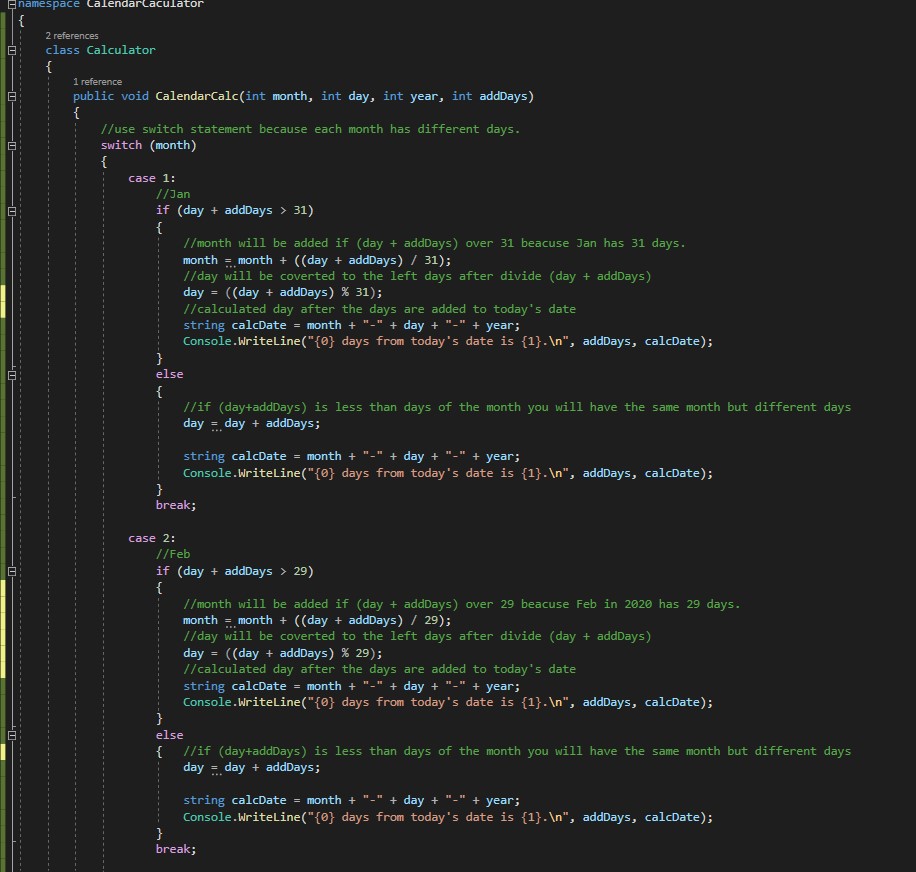 namespace CalendarCaculator
{
2 references
class Calculator
{
1 reference
public void CalendarCalc(int month, int day, int year, int addDays)
{
//use switch statement because each month has different days.
switch (month)
{
case 1:
//Jan
if (day + addDays > 31)
{
//month will be added if (day + addDays) over 31 beacuse Jan has 31 days.
month = month + ((day + addDays) / 31);
//day will be coverted to the left days after divide (day + addDays)
day = ((day + addDays) % 31);
//calculated day after the days are added to today's date
string calcDate = month + "-" + day + "-" + year;
Console.WriteLine("{0} days from today's date is {1}.\n", addDays, calcDate);
}
else
{
//if (day+addDays) is less than days of the month you will have the same month but different days
day = day + addDays;
string calcDate = month + "-" + day + "-" + year;
Console.WriteLine("{0} days from today's date is {1}.\n", addDays, calcDate);
}
break;
case 2:
//Feb
if (day + addDays > 29)
{
//month will be added if (day + addDays) over 29 beacuse Feb in 2020 has 29 days.
month = month + ((day + addDays) / 29);
//day will be coverted to the left days after divide (day + addDays)
day = ((day + addDays) % 29);
//calculated day after the days are added to today's date
string calcDate = month + "-" + day + "-" + year;
Console.WriteLine("{0} days from today's date is {1}.\n", addDays, calcDate);
}
else
{ //if (day+addDays) is less than days of the month you will have the same month but different days
day = day + addDays;
string calcDate = month + "-" + day + "-" + year;
Console.WriteLine("{0} days from today's date is {1}.\n", addDays, calcDate);
}
break;